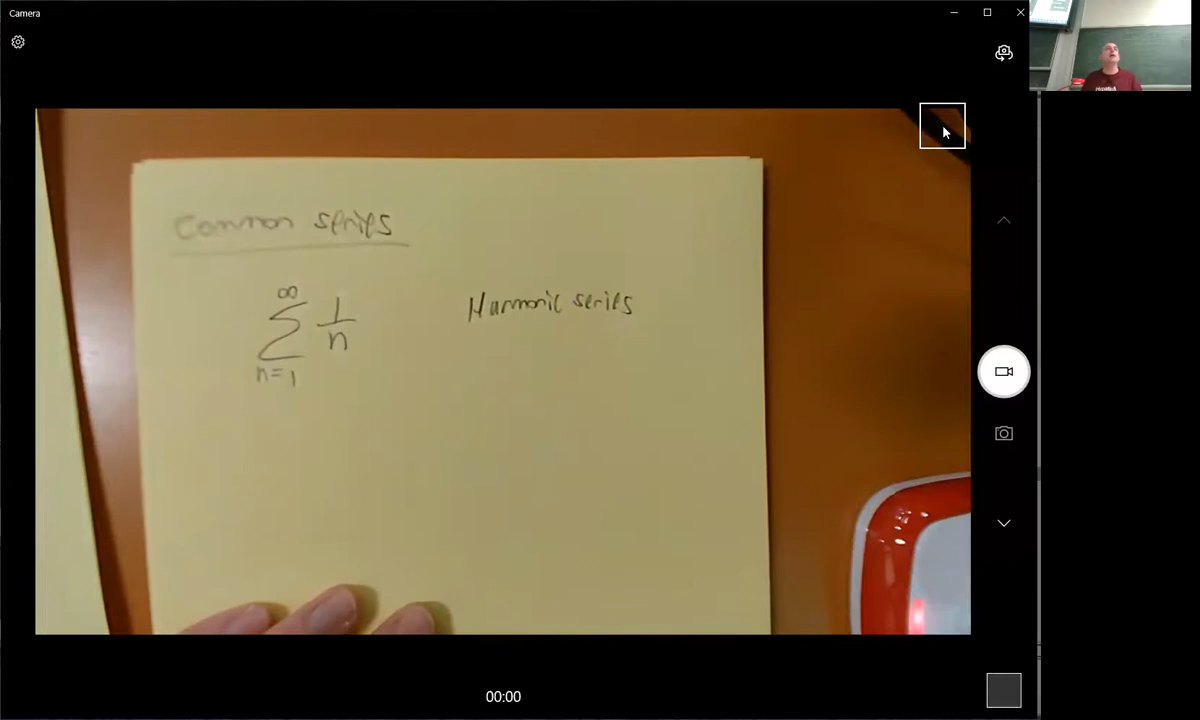 Camera
Common series
∞
∑ 1/n Harmonic series
n=1
00:00